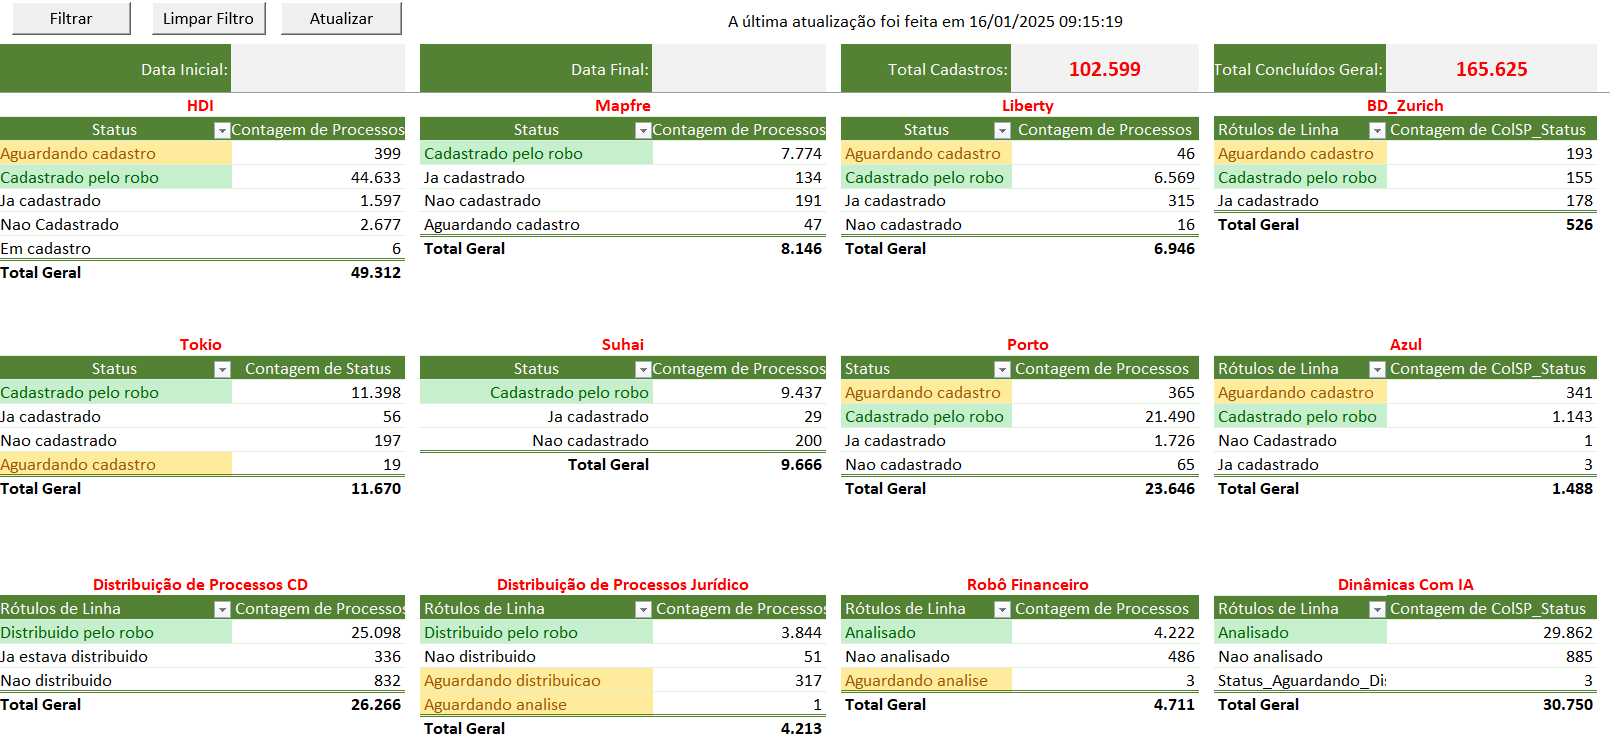 Filtrar Limpar Filtro Atualizar A última atualização foi feita em 16/01/2025 09:15:19
Data Inicial: Data Final: Total Cadastros: 102.599 Total Concluídos Geral: 165.625
HDI
Status Contagem de Processos
Aguardando cadastro 399
Cadastrado pelo robo 44.633
Ja cadastrado 1.597
Nao Cadastrado 2.677
Em cadastro 6
Total Geral 49.312
Mapfre
Status Contagem de Processos
Cadastrado pelo robo 7.774
Ja cadastrado 134
Nao cadastrado 191
Aguardando cadastro 47
Total Geral 8.146
Liberty
Status Contagem de Processos
Aguardando cadastro 46
Cadastrado pelo robo 6.569
Ja cadastrado 315
Nao cadastrado 16
Total Geral 6.946
BD_Zurich
Rótulos de Linha Contagem de ColSP_Status
Aguardando cadastro 193
Cadastrado pelo robo 155
Ja cadastrado 178
Total Geral 526
Tokio
Status Contagem de Status
Cadastrado pelo robo 11.398
Ja cadastrado 56
Nao cadastrado 197
Aguardando cadastro 19
Total Geral 11.670
Suhai
Status Contagem de Processos
Cadastrado pelo robo 9.437
Ja cadastrado 29
Nao cadastrado 200
Total Geral 9.666
Porto
Status Contagem de Processos
Aguardando cadastro 365
Cadastrado pelo robo 21.490
Ja cadastrado 1.726
Nao cadastrado 65
Total Geral 23.646
Azul
Rótulos de Linha Contagem de ColSP_Status
Aguardando cadastro 341
Cadastrado pelo robo 1.143
Nao Cadastrado 1
Ja cadastrado 3
Total Geral 1.488
Distribuição de Processos CD
Rótulos de Linha Contagem de Processos
Distribuido pelo robo 25.098
Ja estava distribuido 336
Nao distribuido 832
Total Geral 26.266
Distribuição de Processos Jurídico
Rótulos de Linha Contagem de Processos
Distribuido pelo robo 3.844
Nao distribuido 51
Aguardando distribuicao 317
Aguardando analise 1
Total Geral 4.213
Robô Financeiro
Rótulos de Linha Contagem de Processos
Analisado 4.222
Nao analisado 486
Aguardando analise 3
Total Geral 4.711
Dinâmicas Com IA
Rótulos de Linha Contagem de ColSP_Status
Analisado 29.862
Nao analisado 885
Status_Aguardando_Di 3
Total Geral 30.750